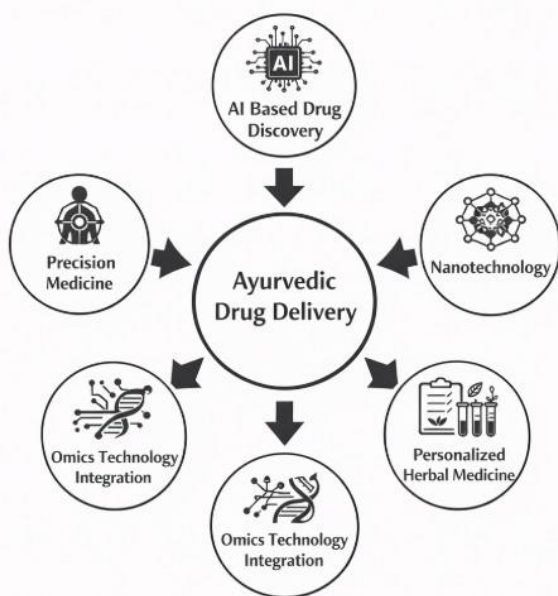 AI
AI Based Drug
Discovery
Precision
Medicine
Nanotechnology
Ayurvedic
Drug Delivery
Omics Technology
Integration
Personalized
Herbal Medicine
Omics Technology
Integration